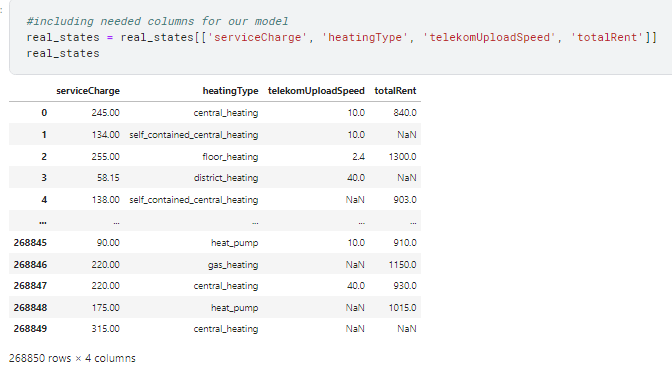 #including needed columns for our model
real_states = real_states[['serviceCharge', 'heatingType', 'telekomUploadSpeed', 'totalRent']]
real_states
serviceCharge heatingType telekomUploadSpeed totalRent
0 245.00 central_heating 10.0 840.0
1 134.00 self_contained_central_heating 10.0 NaN
2 255.00 floor_heating 2.4 1300.0
3 58.15 district_heating 40.0 NaN
4 138.00 self_contained_central_heating NaN 903.0
... ... ... ... ...
268845 90.00 heat_pump 10.0 910.0
268846 220.00 gas_heating NaN 1150.0
268847 220.00 central_heating 40.0 930.0
268848 175.00 heat_pump NaN 1015.0
268849 315.00 central_heating NaN NaN
268850 rows × 4 columns